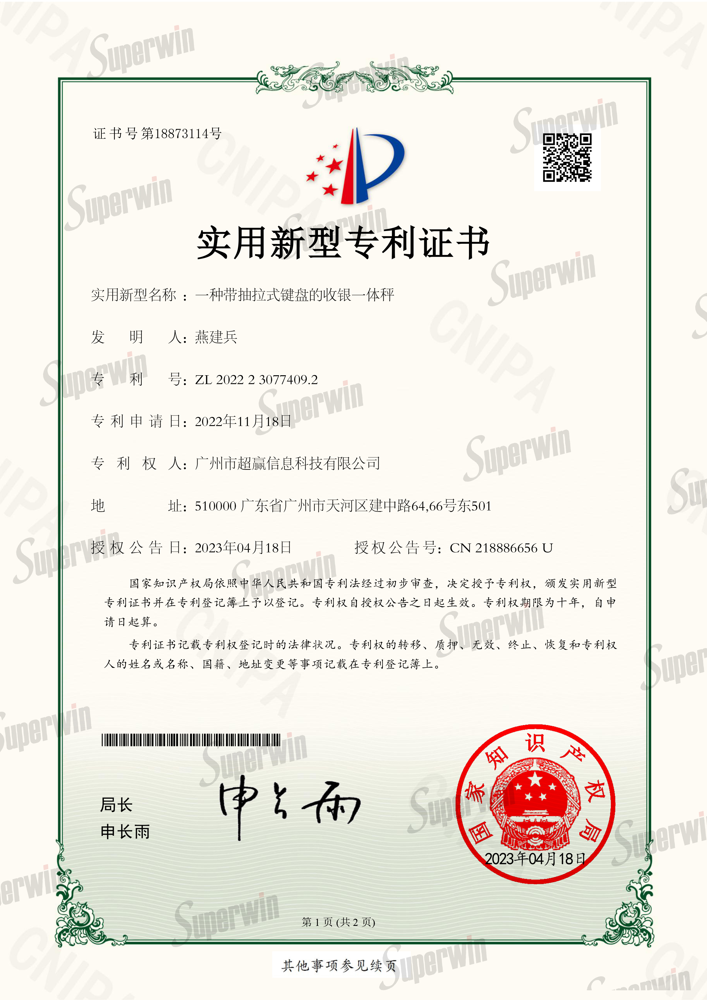 证书号第18873114号
实用新型专利证书
实用新型名称：一种带抽拉式键盘的收银一体秤
发明人：燕建兵
专利号：ZL 2022 2 3077409.2
专利申请日：2022年11月18日
专利权人：广州市超赢信息科技有限公司
地址：510000 广东省广州市天河区建中路64,66号东501
授权公告日：2023年04月18日 授权公告号：CN 218886656 U
国家知识产权局依照中华人民共和国专利法经过初步审查，决定授予专利权，颁发实用新型
专利证书并在专利登记簿上予以登记。专利权自授权公告之日起生效。专利权期限为十年，自申
请日起算。
专利证书记载专利权登记时的法律状况。专利权的转移、质押、无效、终止、恢复和专利权
人的姓名或名称、国籍、地址变更等事项记载在专利登记簿上。
局长
申长雨
申长雨
国家知识产权局
2023年04月18日
第 1 页 (共 2 页)
其他事项参见续页
Superwin
CNIPA